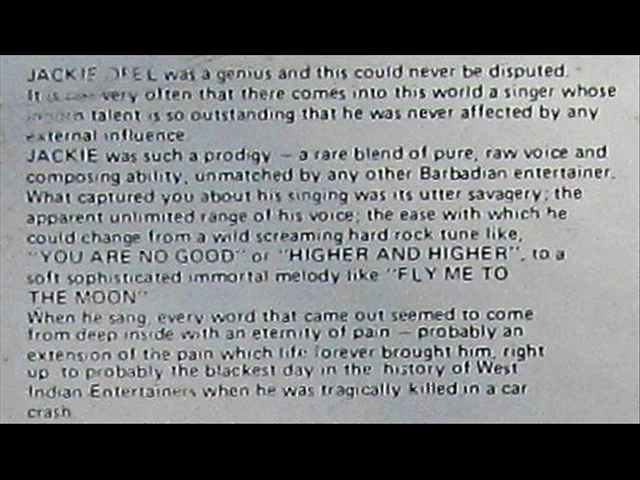 JACKIE OPEL was a genius and this could never be disputed.
It is not very often that there comes into this world a singer whose
talent is so outstanding that he was never affected by any
external influence
JACKIE was such a prodigy – a rare blend of pure, raw voice and
composing ability, unmatched by any other Barbadian entertainer.
What captured you about his singing was its utter savagery; the
apparent unlimited range of his voice; the ease with which he
could change from a wild screaming hard rock tune like,
"YOU ARE NO GOOD" or "HIGHER AND HIGHER", to a
soft sophisticated immortal melody like "FLY ME TO
THE MOON"
When he sang, every word that came out seemed to come
from deep inside with an eternity of pain – probably an
extension of the pain which life forever brought him, right
up to probably the blackest day in the history of West
Indian Entertainers when he was tragically killed in a car
crash